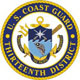 U. S. COAST GUARD
THIRTEENTH DISTRICT